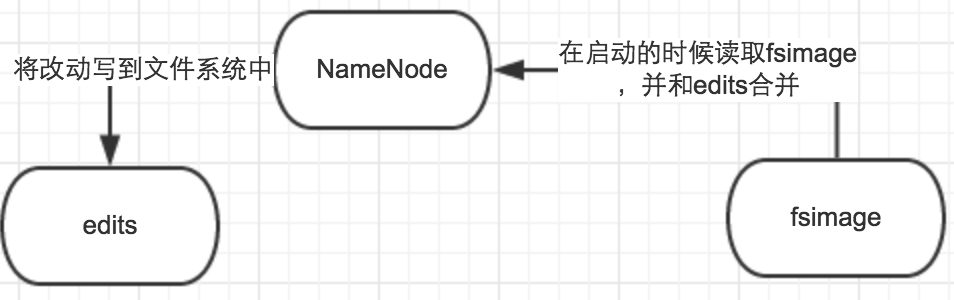 将改动写到文件系统中
NameNode
在启动的时候读取fsimage
，并和edits合并
edits
fsimage